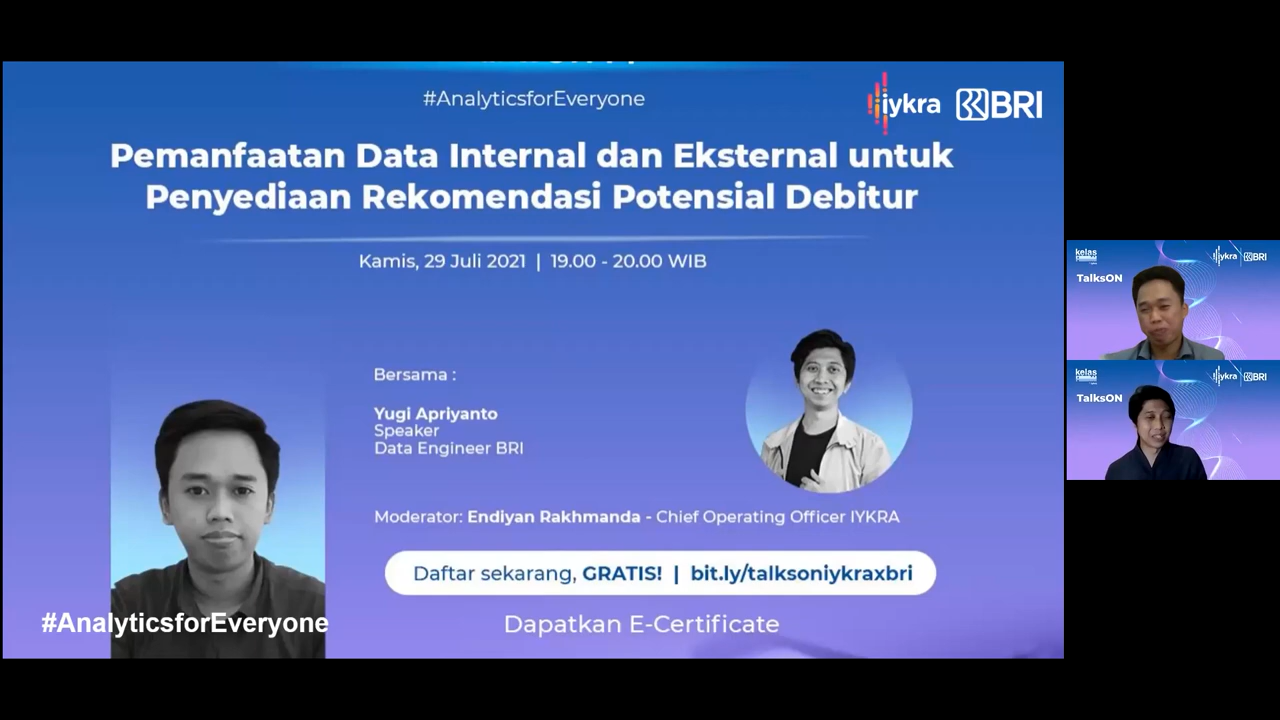 #AnalyticsforEveryone
iykra BRI
Pemanfaatan Data Internal dan Eksternal untuk
Penyediaan Rekomendasi Potensial Debitur
Kamis, 29 Juli 2021 | 19.00 - 20.00 WIB
Bersama :
Yugi Apriyanto
Speaker
Data Engineer BRI
Moderator: Endiyan Rakhmanda - Chief Operating Officer IYKRA
Daftar sekarang, GRATIS! | bit.ly/talksoniykraxbri
#AnalyticsforEveryone
Dapatkan E-Certificate
kelas
iykra BRI
TalksON
kelas
iykra BRI
TalksON